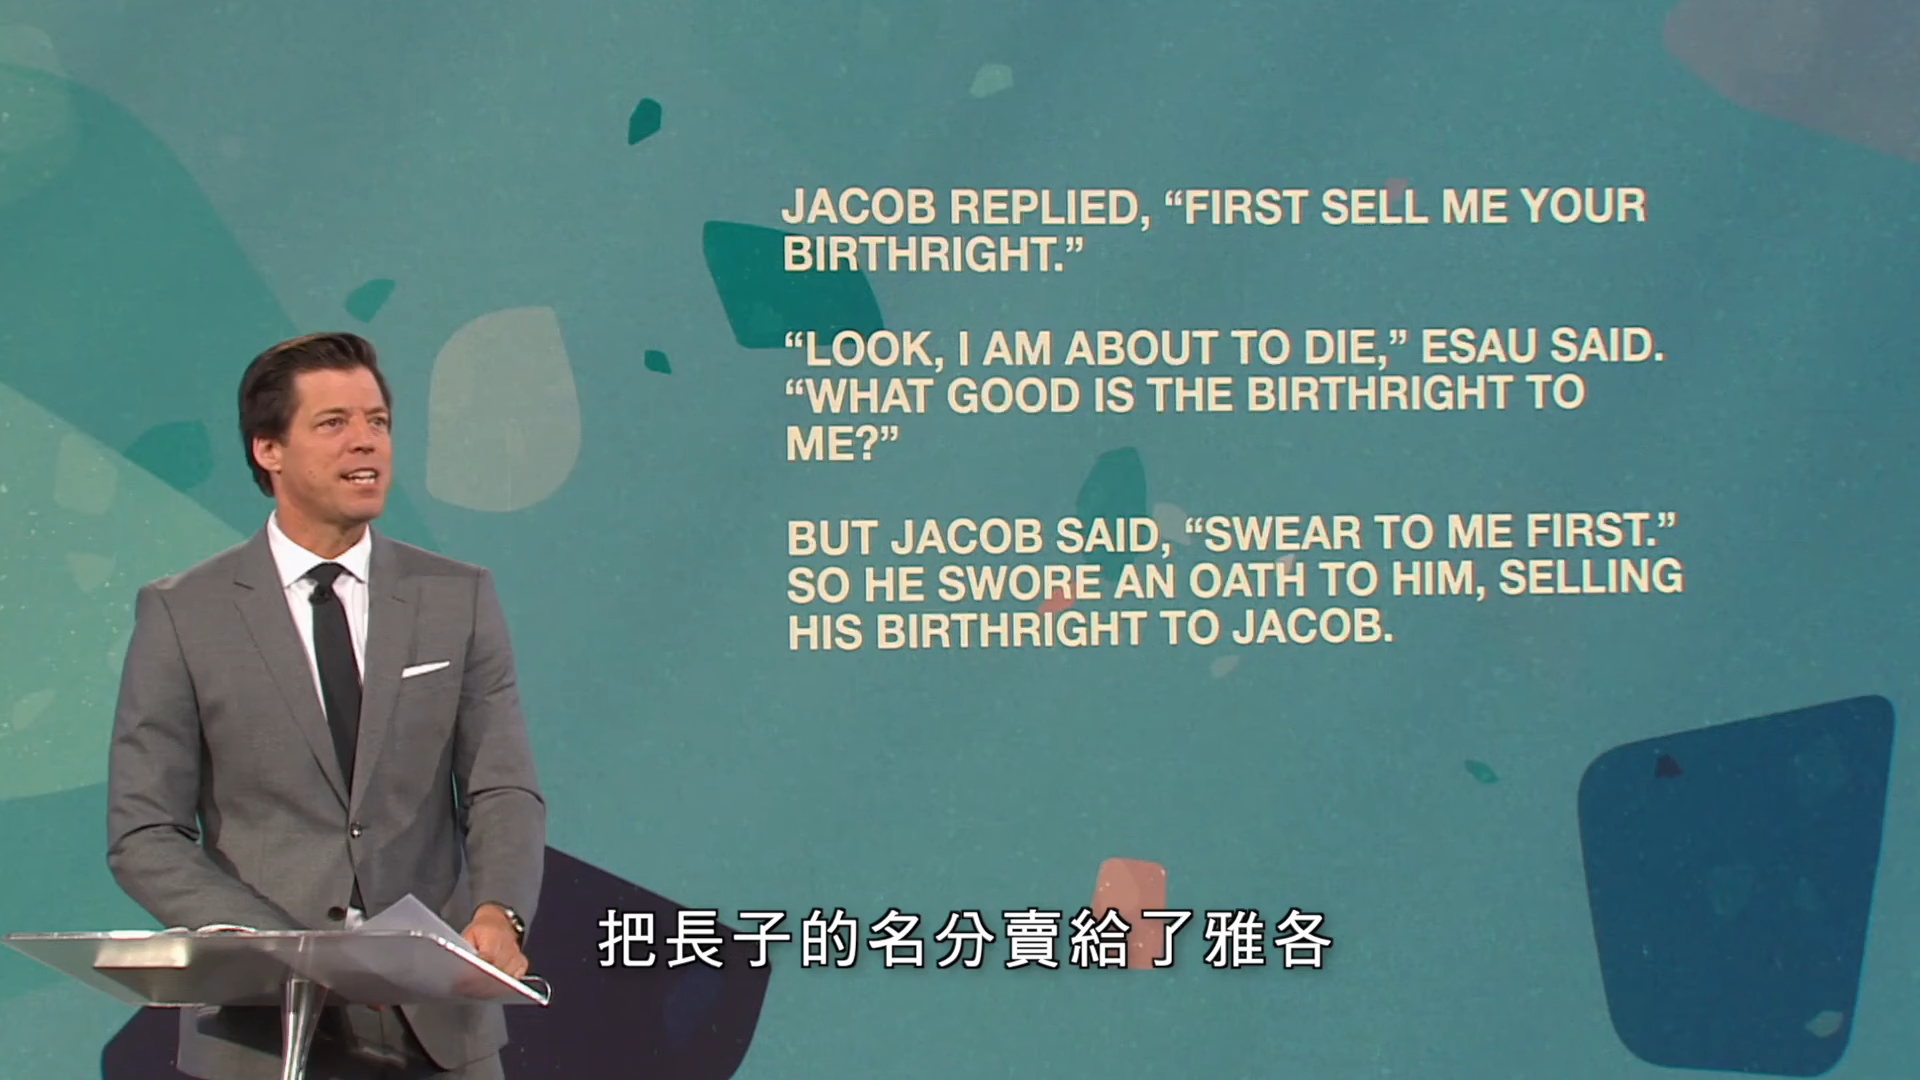 JACOB REPLIED, “FIRST SELL ME YOUR
BIRTHRIGHT.”
“LOOK, I AM ABOUT TO DIE,” ESAU SAID.
“WHAT GOOD IS THE BIRTHRIGHT TO
ME?”
BUT JACOB SAID, “SWEAR TO ME FIRST.”
SO HE SWORE AN OATH TO HIM, SELLING
HIS BIRTHRIGHT TO JACOB.
把長子的名分賣給了雅各